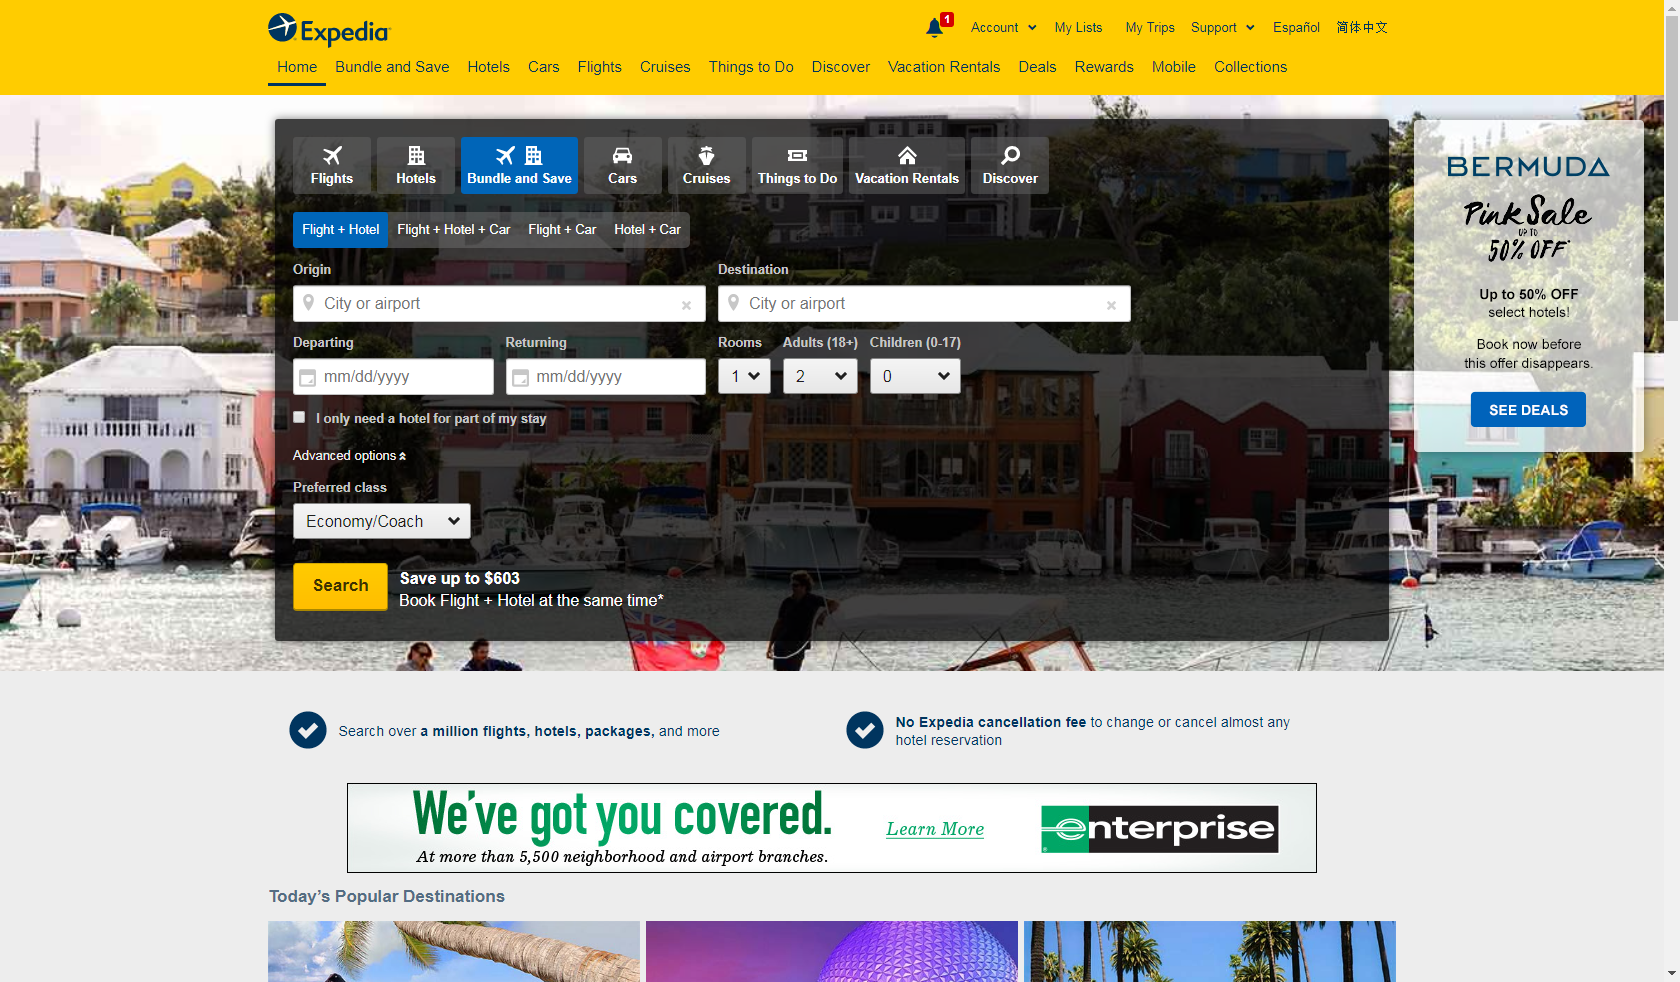 Expedia
1
Account
My Lists
My Trips
Support
Español
简体中文
Home
Bundle and Save
Hotels
Cars
Flights
Cruises
Things to Do
Discover
Vacation Rentals
Deals
Rewards
Mobile
Collections
Flights
Hotels
Bundle and Save
Cars
Cruises
Things to Do
Vacation Rentals
Discover
Flight + Hotel
Flight + Hotel + Car
Flight + Car
Hotel + Car
Origin
Destination
City or airport
City or airport
Departing
Returning
Rooms
Adults (18+)
Children (0-17)
mm/dd/yyyy
mm/dd/yyyy
1
2
0
I only need a hotel for part of my stay
Advanced options
Preferred class
Economy/Coach
Search
Save up to $603
Book Flight + Hotel at the same time*
BERMUDA
Pink Sale
UP TO
50% OFF*
Up to 50% OFF
select hotels!
Book now before
this offer disappears.
SEE DEALS
Search over a million flights, hotels, packages, and more
No Expedia cancellation fee to change or cancel almost any
hotel reservation
We've got you covered.
At more than 5,500 neighborhood and airport branches.
Learn More
enterprise
Today's Popular Destinations